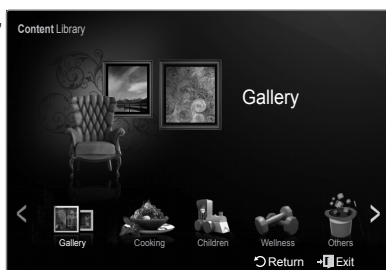 Content Library
Gallery
Gallery Cooking Children Wellness Others
Return Exit